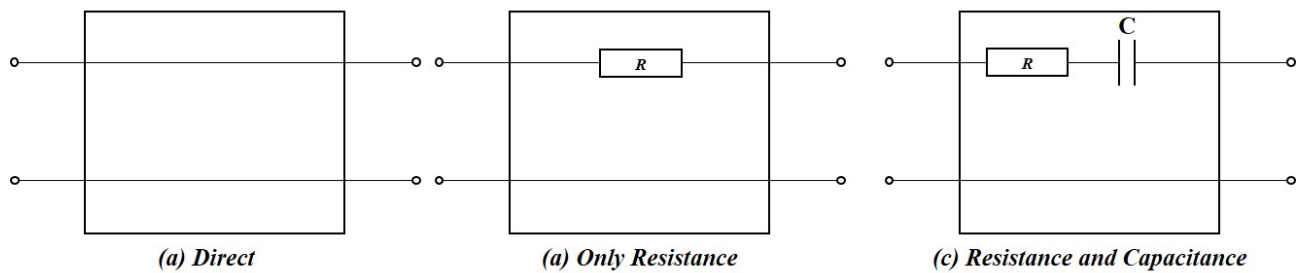 C
R
R
(a) Direct
(a) Only Resistance
(c) Resistance and Capacitance